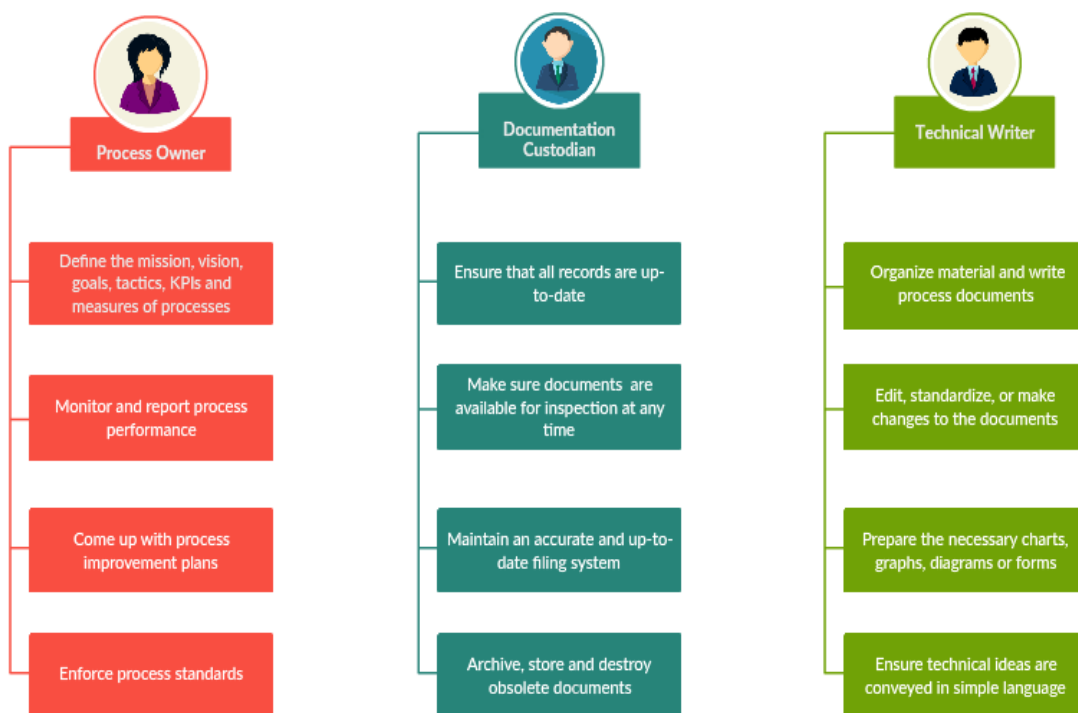 Process Owner
Define the mission, vision,
goals, tactics, KPIs and
measures of processes
Monitor and report process
performance
Come up with process
improvement plans
Enforce process standards
Documentation
Custodian
Ensure that all records are up-
to-date
Make sure documents are
available for inspection at any
time
Maintain an accurate and up-to-
date filing system
Archive, store and destroy
obsolete documents
Technical Writer
Organize material and write
process documents
Edit, standardize, or make
changes to the documents
Prepare the necessary charts,
graphs, diagrams or forms
Ensure technical ideas are
conveyed in simple language